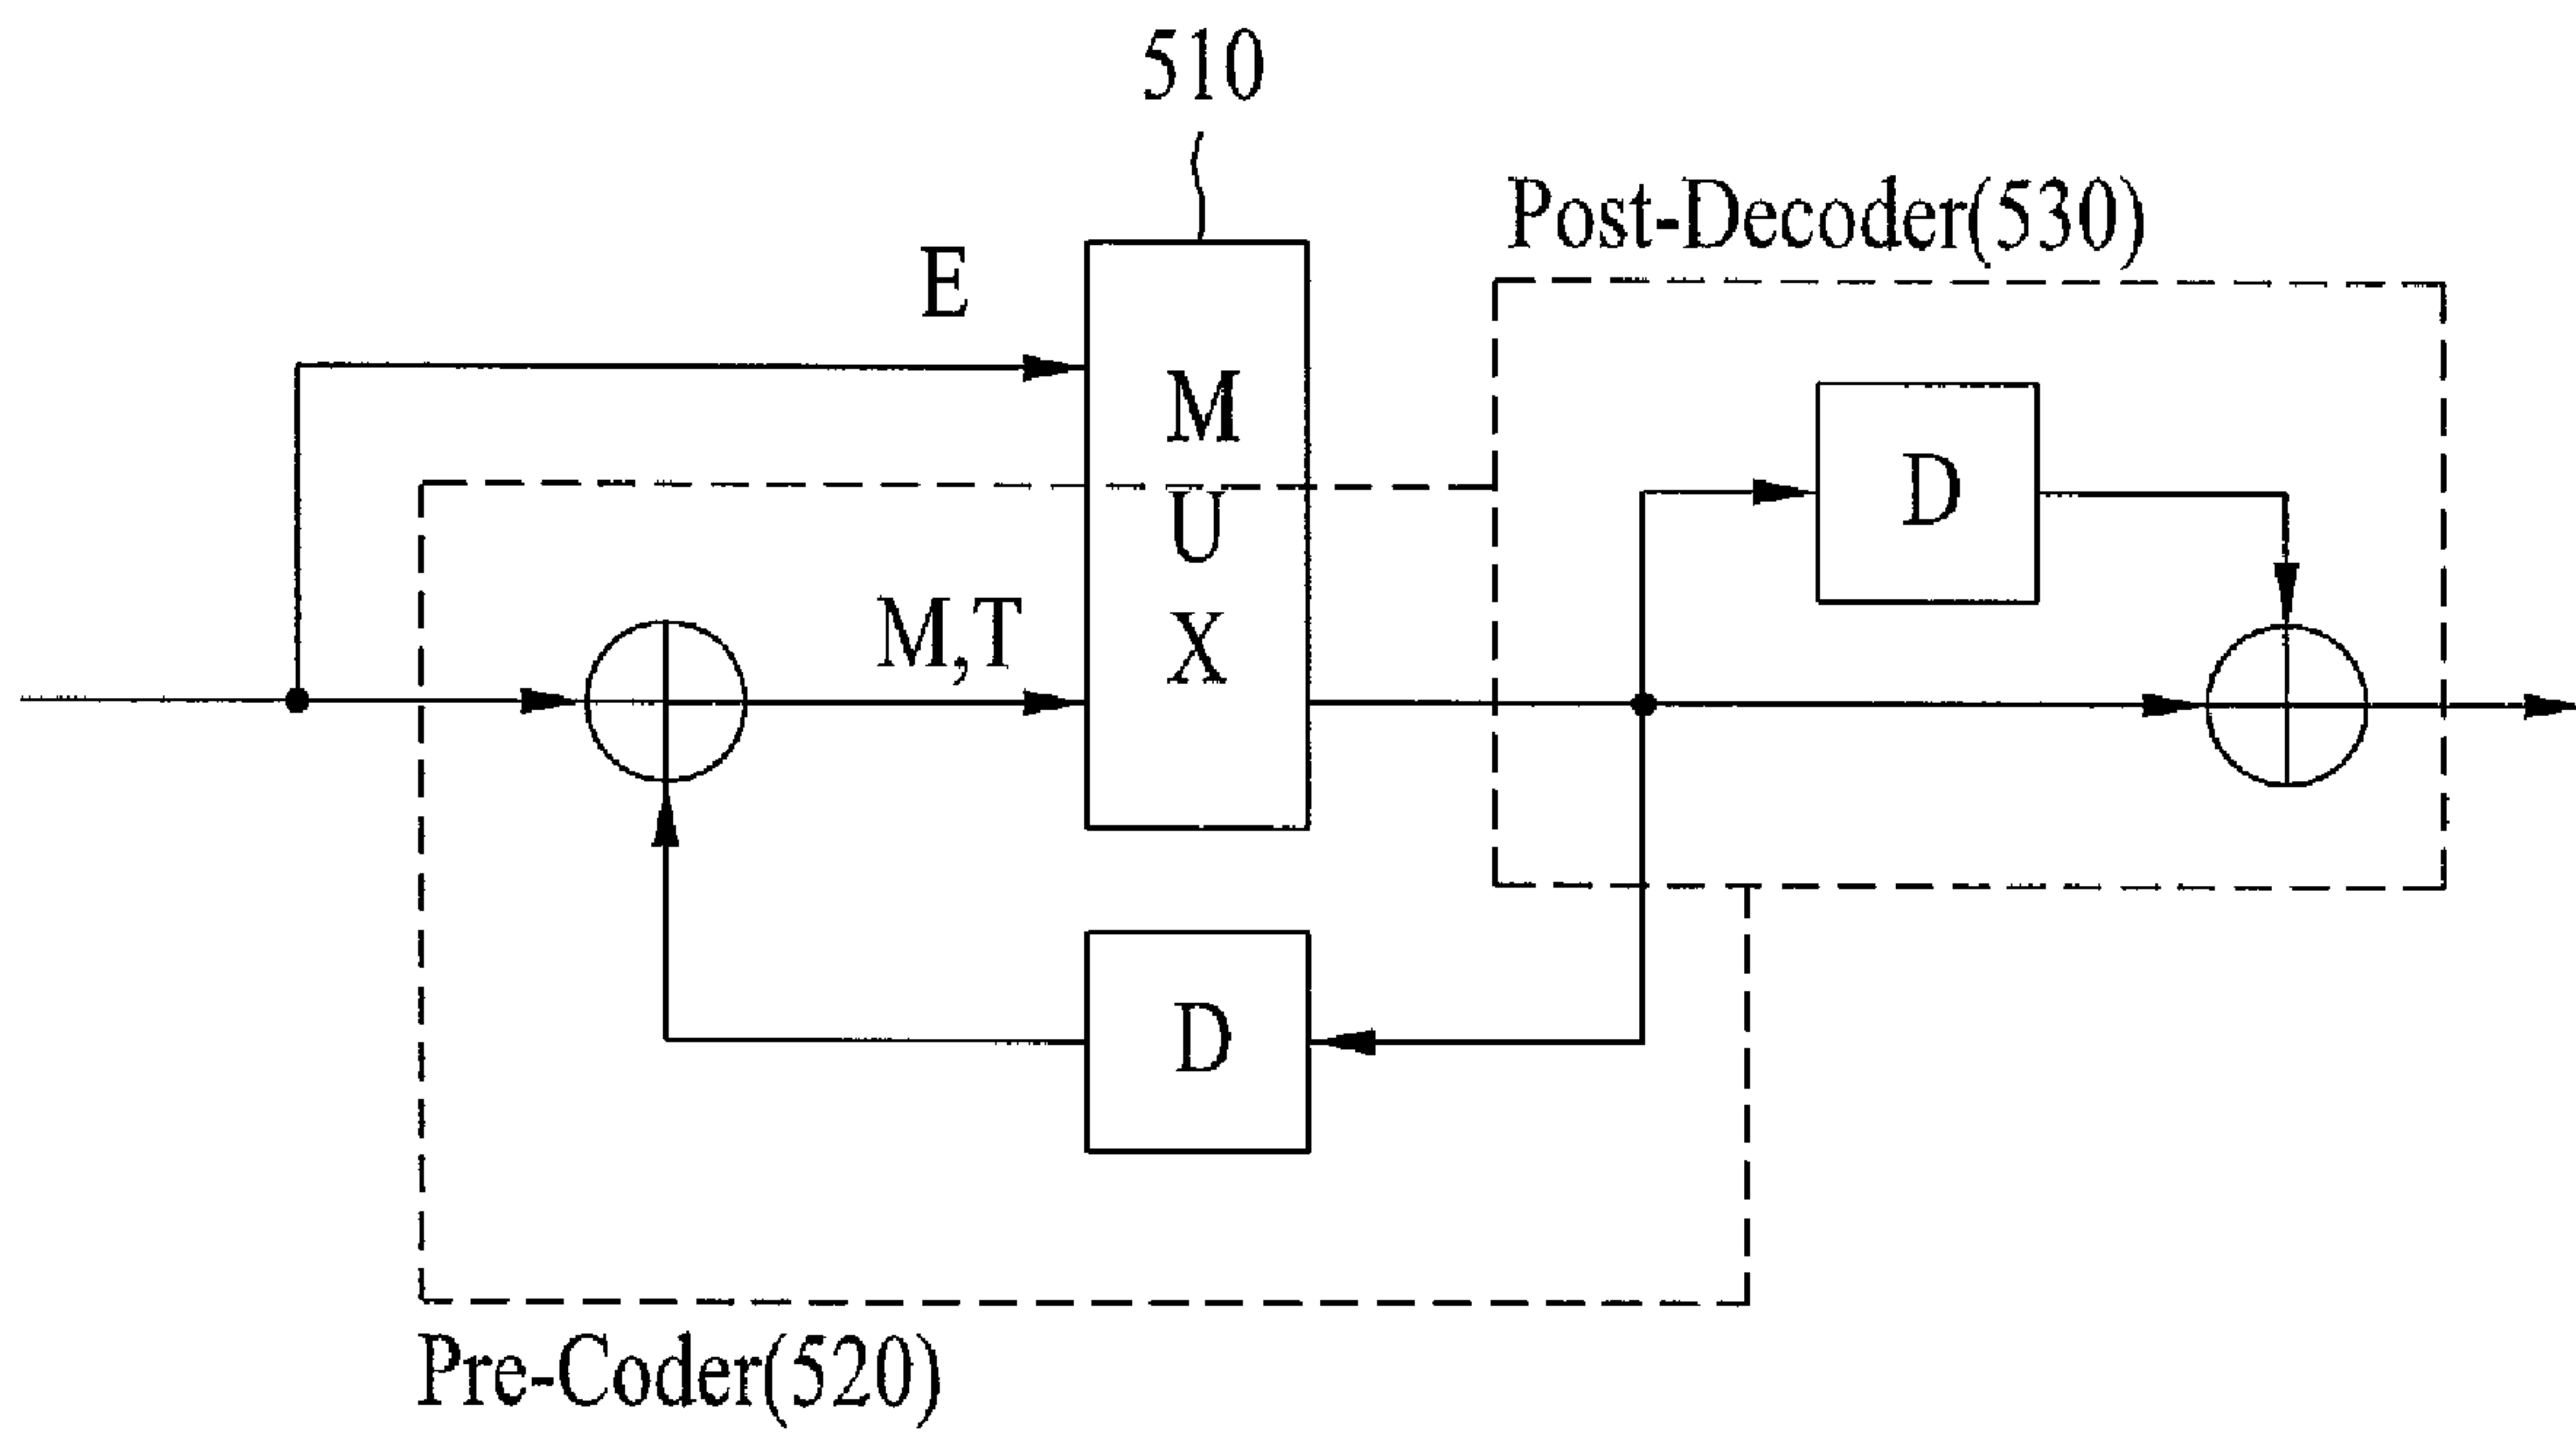 510
Post-Decoder(530)
E
M
U
X
D
M,T
D
Pre-Coder(520)